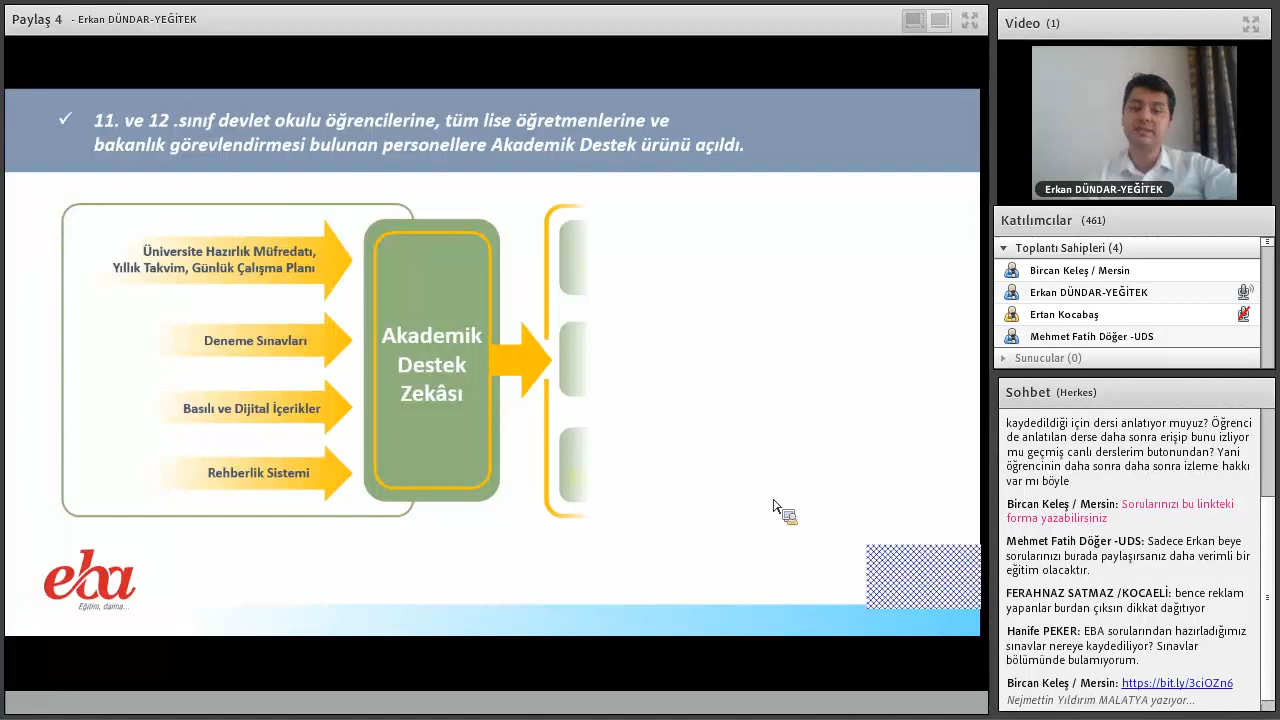 Paylaş 4 - Erkan DÜNDAR-YEĞİTEK
11. ve 12 .sınıf devlet okulu öğrencilerine, tüm lise öğretmenlerine ve
bakanlık görevlendirmesi bulunan personellere Akademik Destek ürünü açıldı.
Üniversite Hazırlık Müfredatı,
Yıllık Takvim, Günlük Çalışma Planı
Deneme Sınavları
Basılı ve Dijital İçerikler
Rehberlik Sistemi
Akademik
Destek
Zekâsı
eba
Eğitim, daima...
Video (1)
Erkan DÜNDAR-YEĞİTEK
Katılımcılar (461)
Toplantı Sahipleri (4)
Bircan Keleş / Mersin
Erkan DÜNDAR-YEĞİTEK
Ertan Kocabaş
Mehmet Fatih Döğer -UDS
Sunucular (0)
Sohbet (Herkes)
kaydedildiği için dersi anlatıyor muyuz? Öğrenci
de anlatılan derse daha sonra erişip bunu izliyor
mu geçmiş canlı derslerim butonundan? Yani
öğrencinin daha sonra daha sonra izleme hakkı
var mı böyle
Bircan Keleş / Mersin: Sorularınızı bu linkteki
forma yazabilirsiniz
Mehmet Fatih Döğer -UDS: Sadece Erkan beye
sorularınızı burada paylaşırsanız daha verimli bir
eğitim olacaktır.
FERAHNAZ SATMAZ /KOCAELİ: bence reklam
yapanlar burdan çıksin dikkat dağıtıyor
Hanife PEKER: EBA sorularından hazırladığımız
sınavlar nereye kaydediliyor? Sınavlar
bölümünde bulamıyorum.
Bircan Keleş / Mersin: https://bit.ly/3ciOZn6
Nejmettin Yıldırım MALATYA yazıyor...